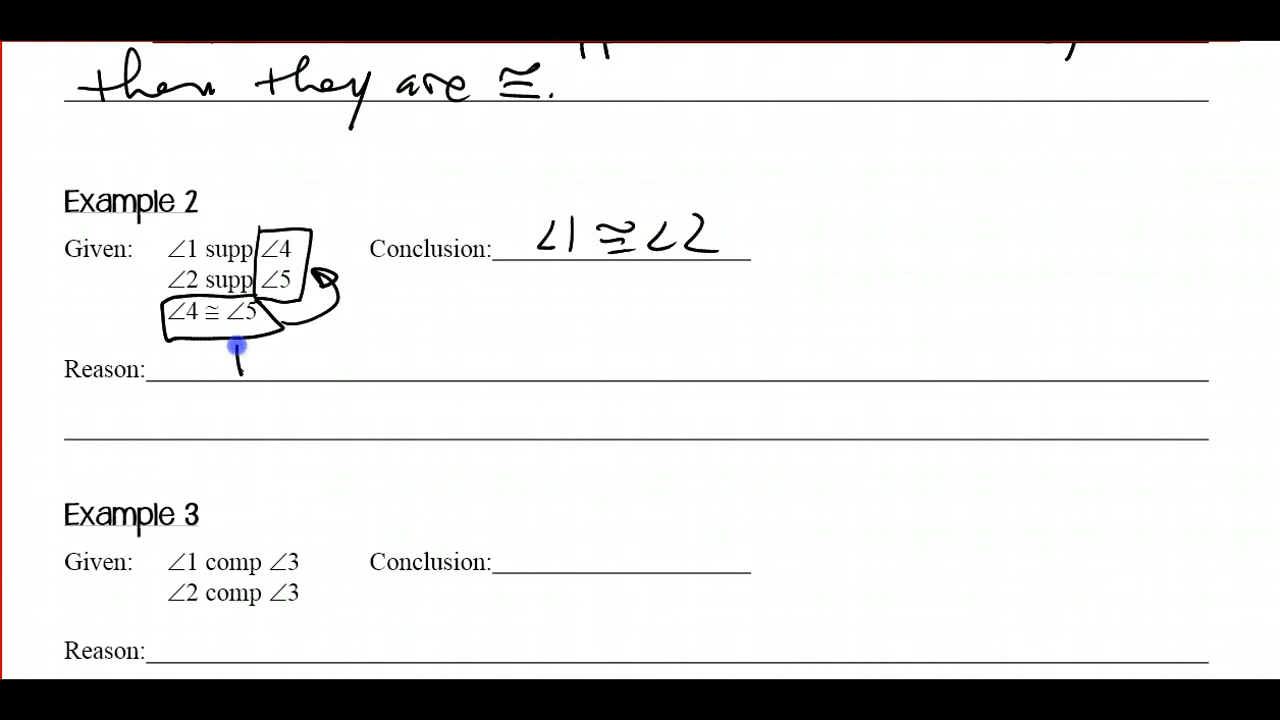 then they are ≅.
Example 2
Given: ∠1 supp ∠4 Conclusion: ∠1 ≅ ∠2
∠2 supp ∠5
∠4 ≅ ∠5
Reason:
Example 3
Given: ∠1 comp ∠3 Conclusion:
∠2 comp ∠3
Reason: